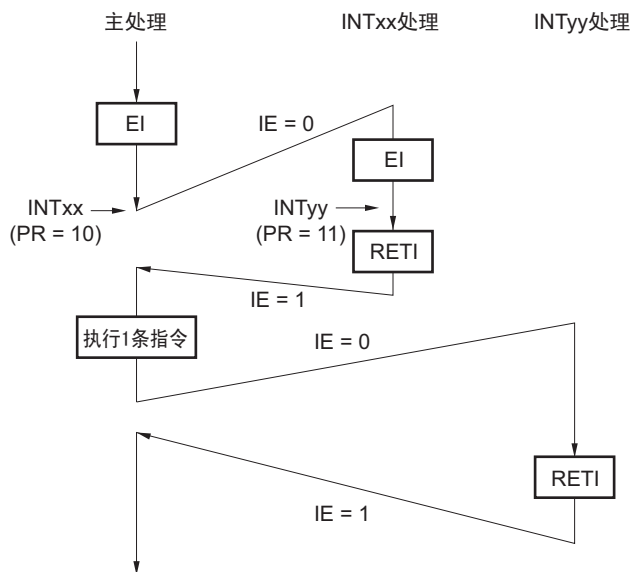 主处理
INTxx处理
INTyy处理
EI
IE = 0
EI
INTxx
(PR = 10)
INTyy
(PR = 11)
RETI
IE = 1
执行1条指令
IE = 0
RETI
IE = 1